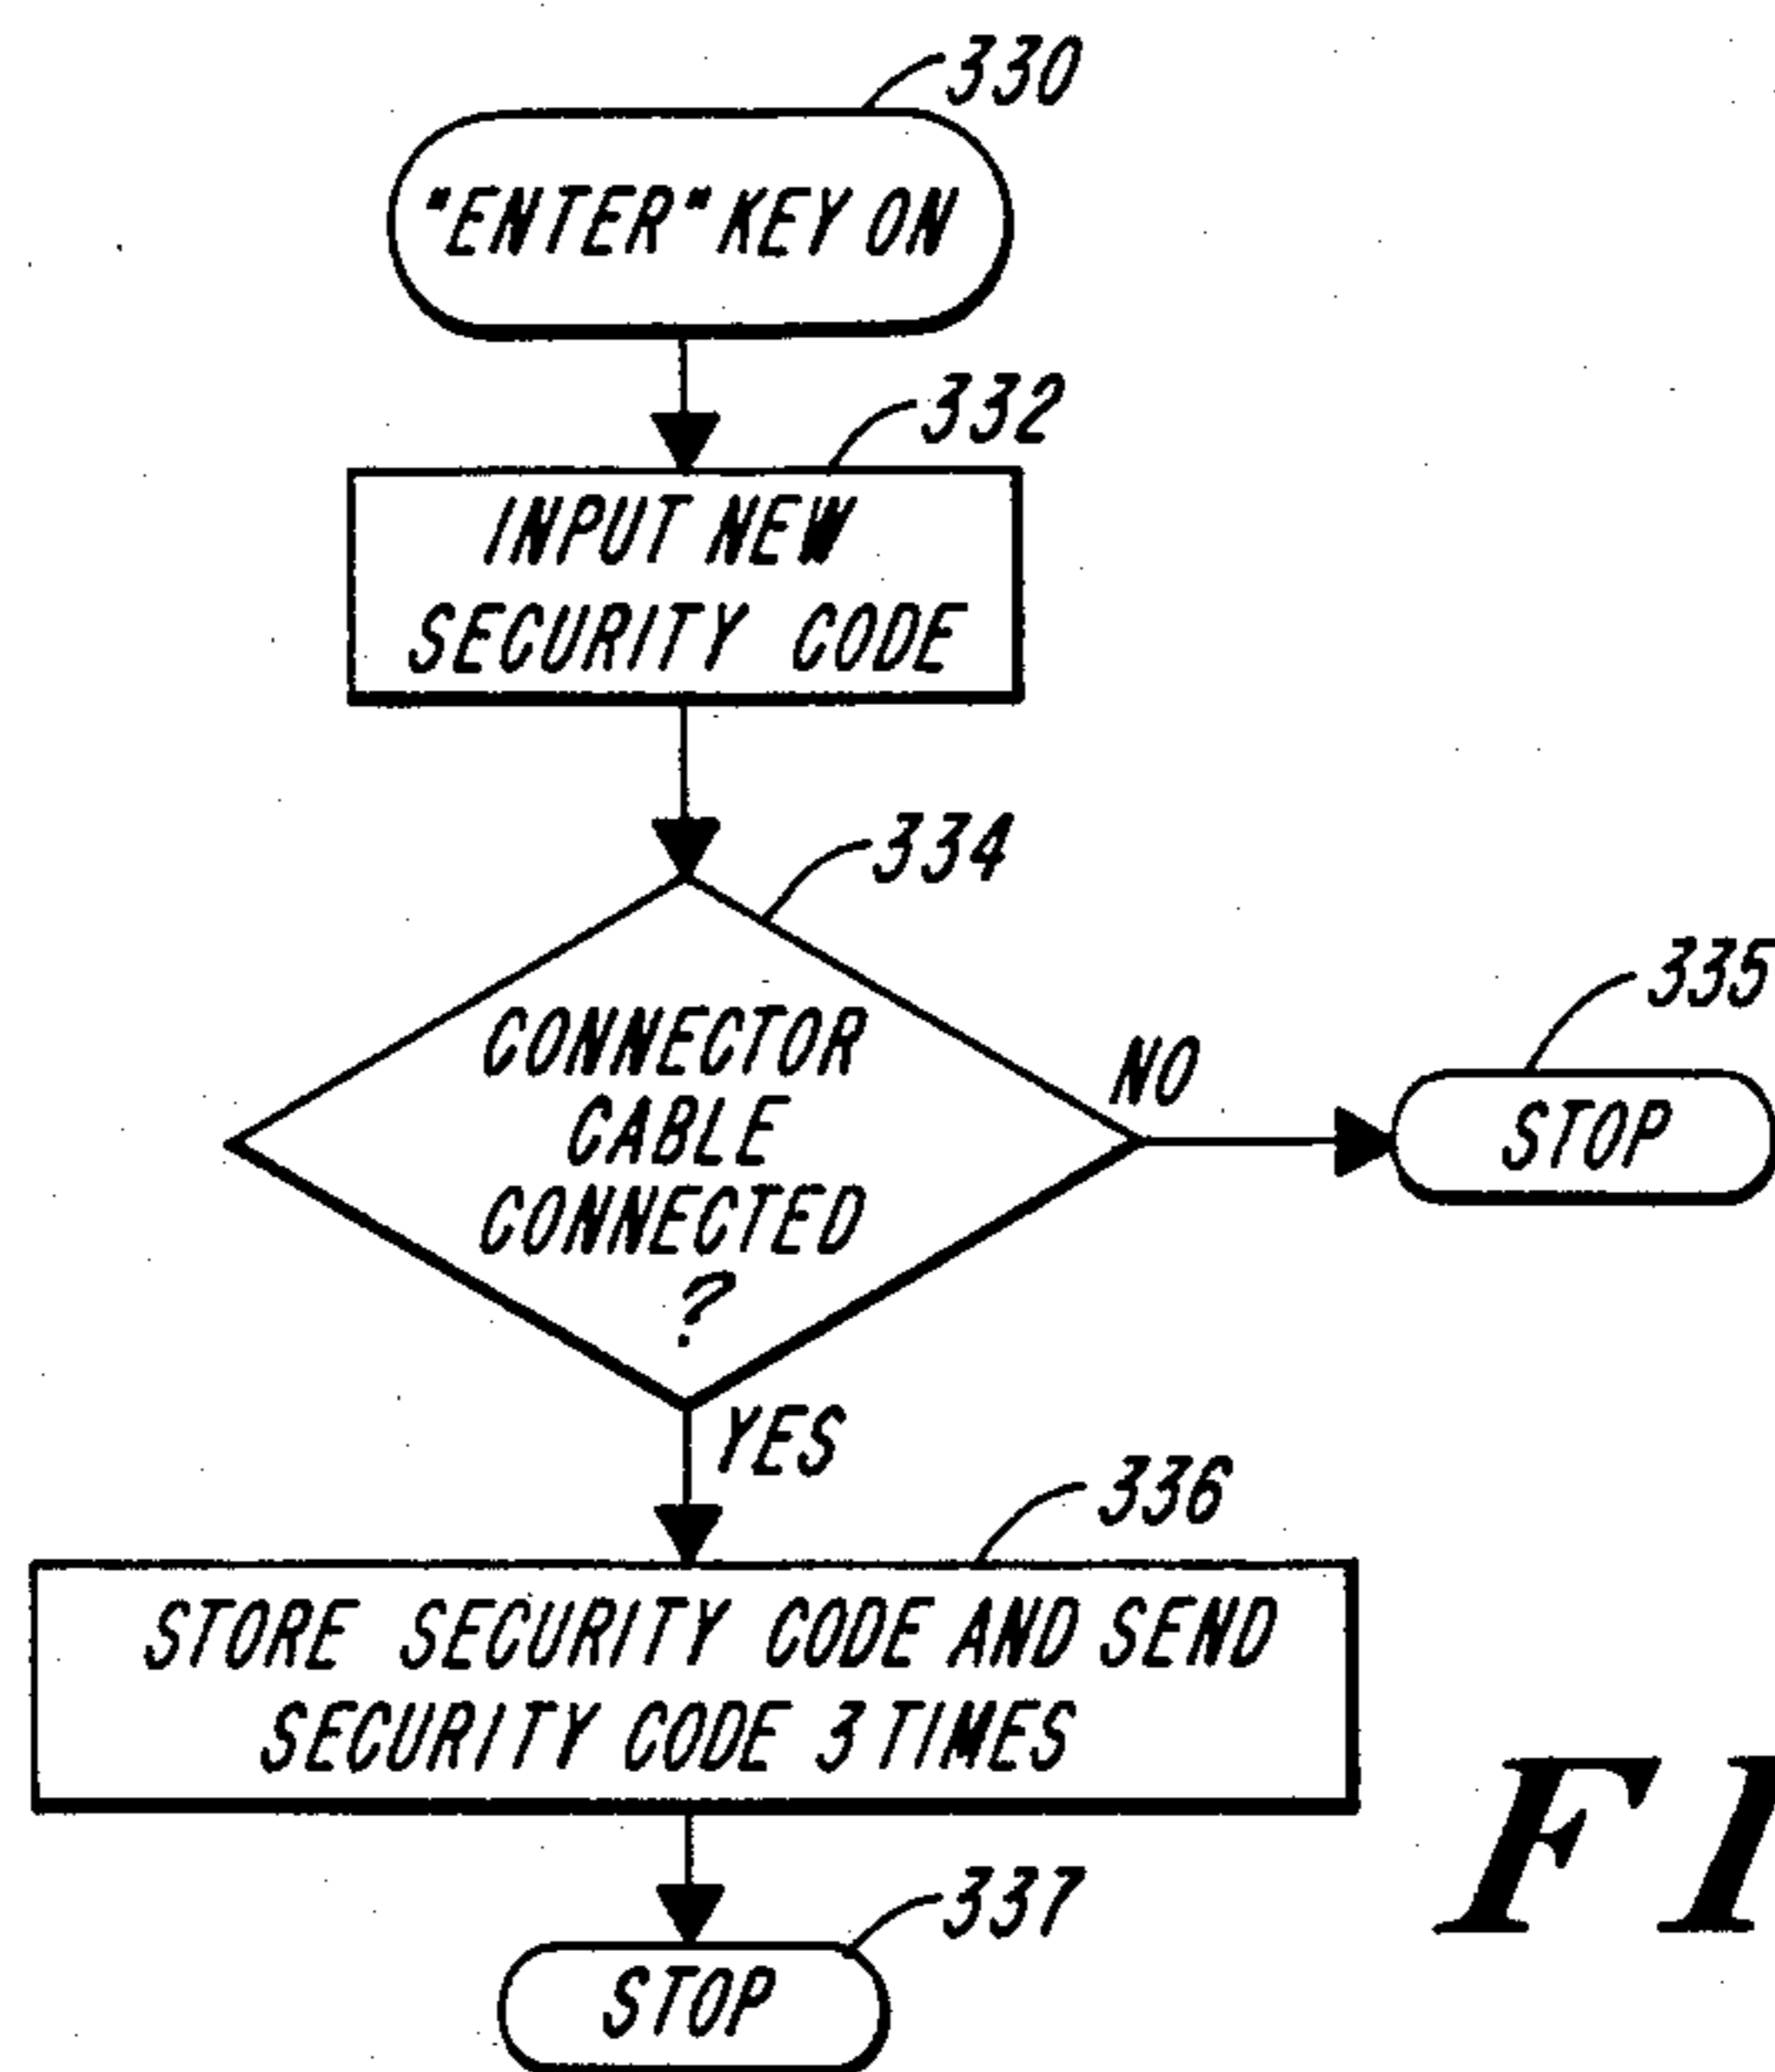 330
"ENTER" KEY ON
332
INPUT NEW
SECURITY CODE
334
CONNECTOR
CABLE
CONNECTED
?
NO
335
STOP
YES
336
STORE SECURITY CODE AND SEND
SECURITY CODE 3 TIMES
337
STOP
FI